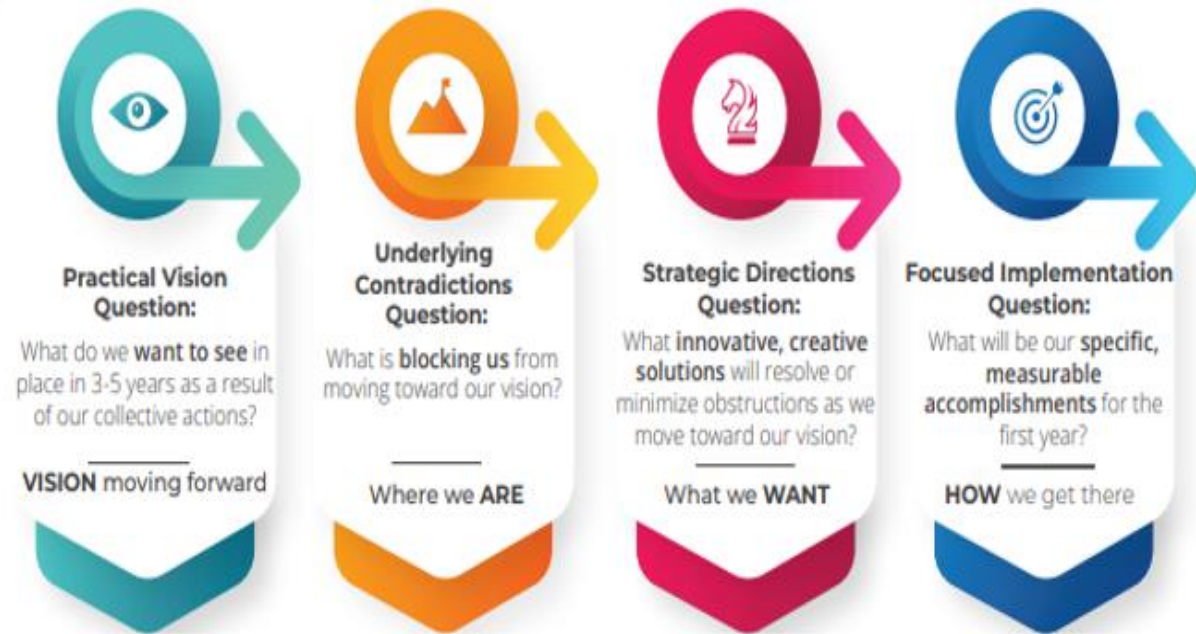 Practical Vision
Question:
What do we want to see in
place in 3-5 years as a result
of our collective actions?
VISION moving forward
Underlying
Contradictions
Question:
What is blocking us from
moving toward our vision?
Where we ARE
Strategic Directions
Question:
What innovative, creative
solutions will resolve or
minimize obstructions as we
move toward our vision?
What we WANT
Focused Implementation
Question:
What will be our specific,
measurable
accomplishments for the
first year?
HOW we get there